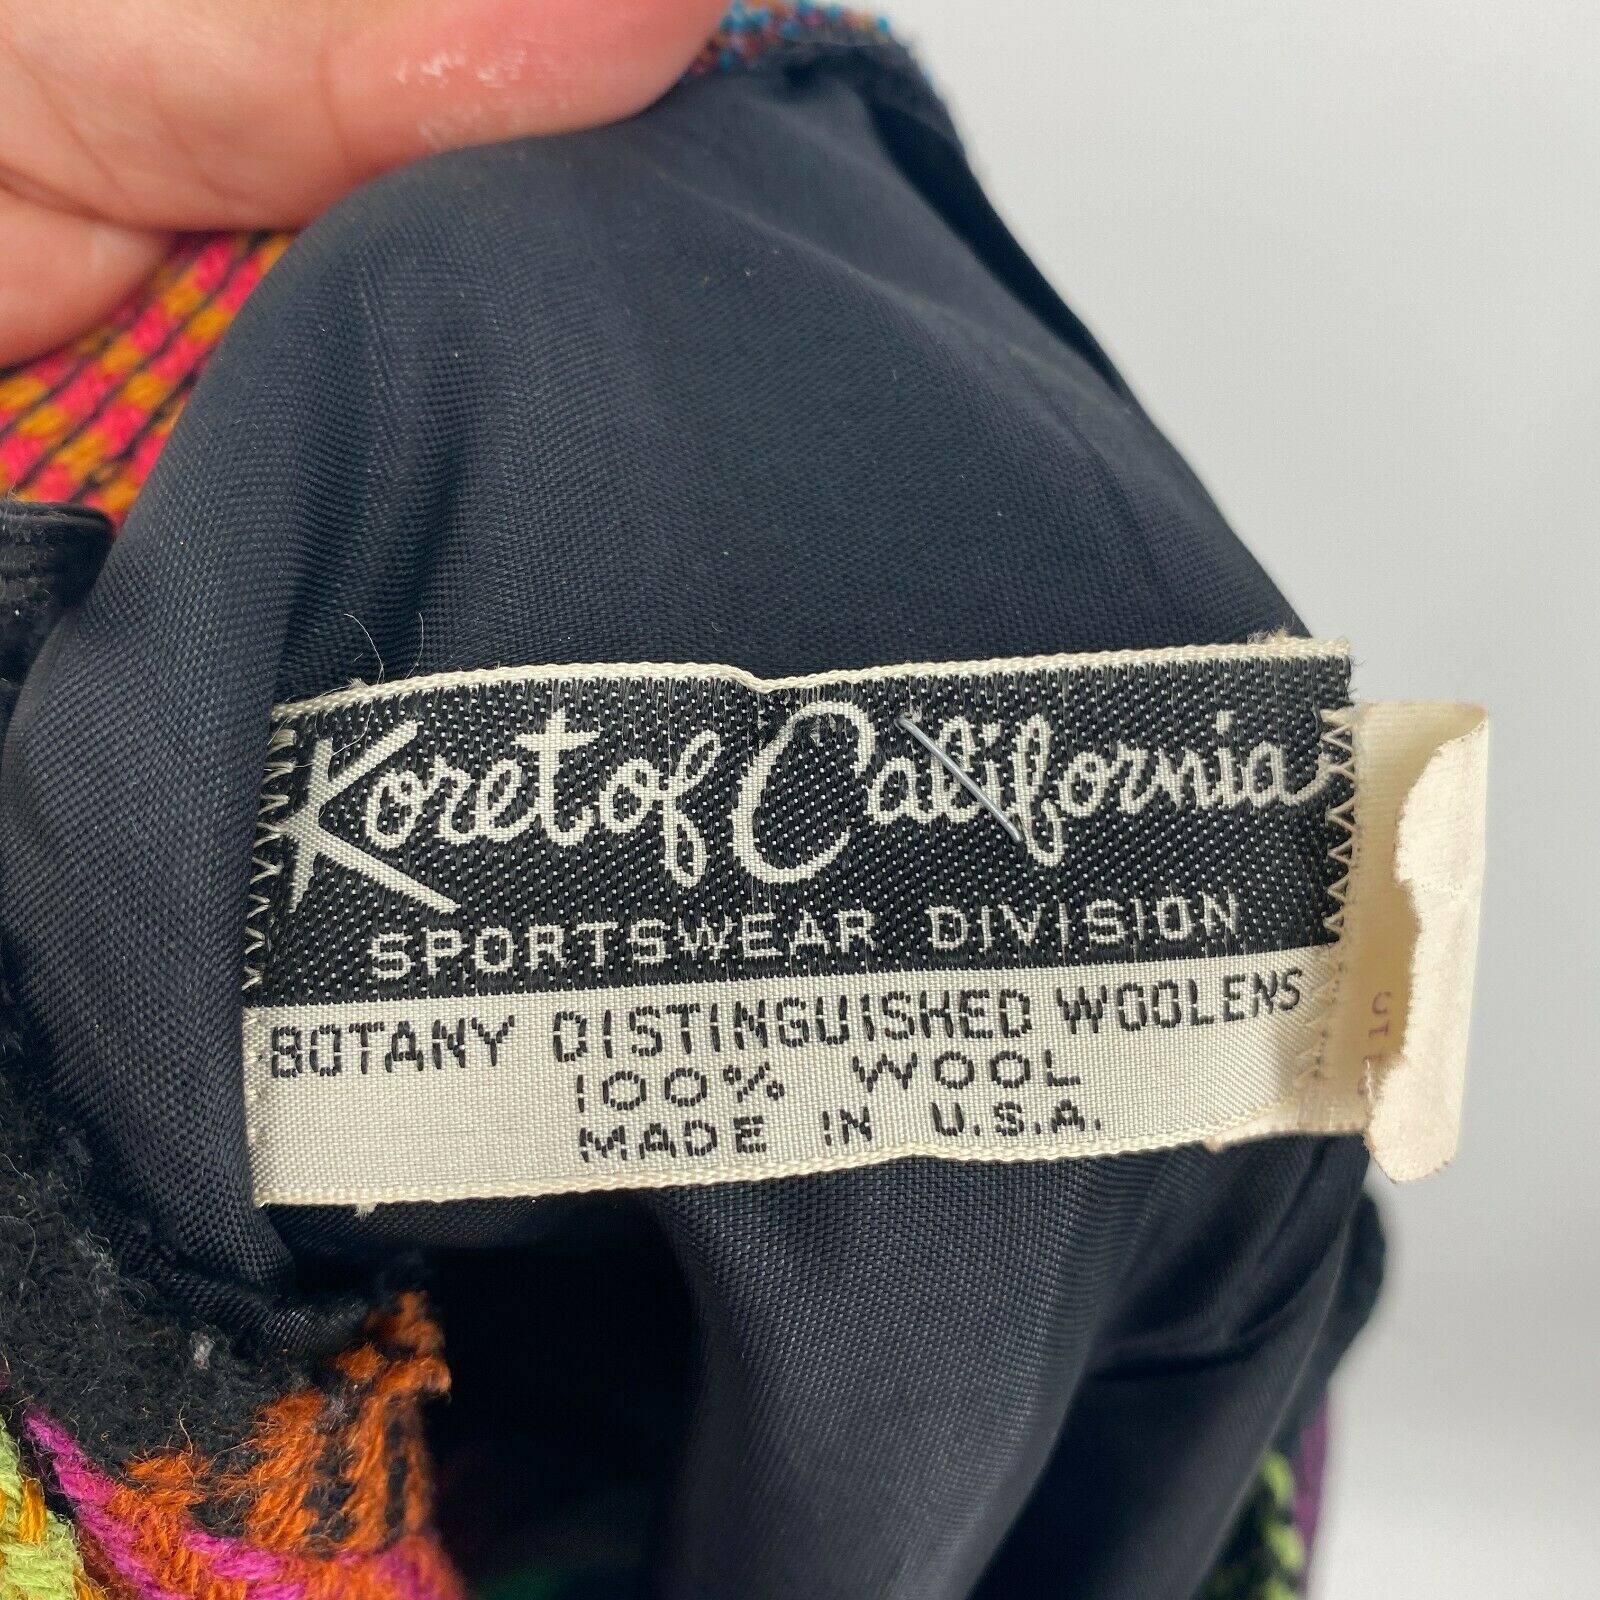 Koret of California
SPORTSWEAR DIVISION
BOTANY DISTINGUISHED WOOLENS
100% WOOL
MADE IN U.S.A.